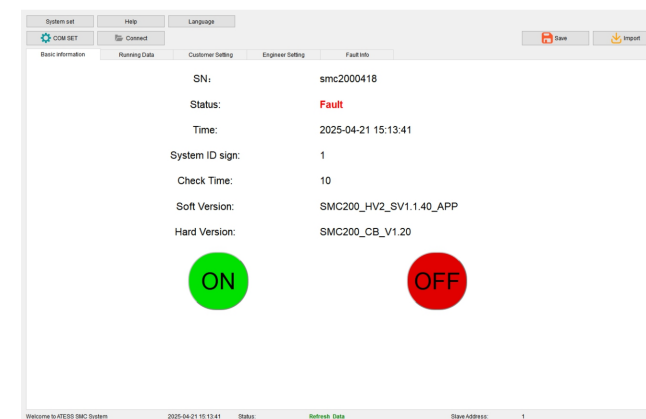 System set Help Language
COM SET Connect Save Import
Basic information Running Data Customer Setting Engineer Setting Fault Info
SN： smc2000418
Status: Fault
Time: 2025-04-21 15:13:41
System ID sign: 1
Check Time: 10
Soft Version: SMC200_HV2_SV1.1.40_APP
Hard Version: SMC200_CB_V1.20
ON OFF
Welcome to ATESS SMC System 2025-04-21 15:13:41 Status: Refresh Data Slave Address: 1